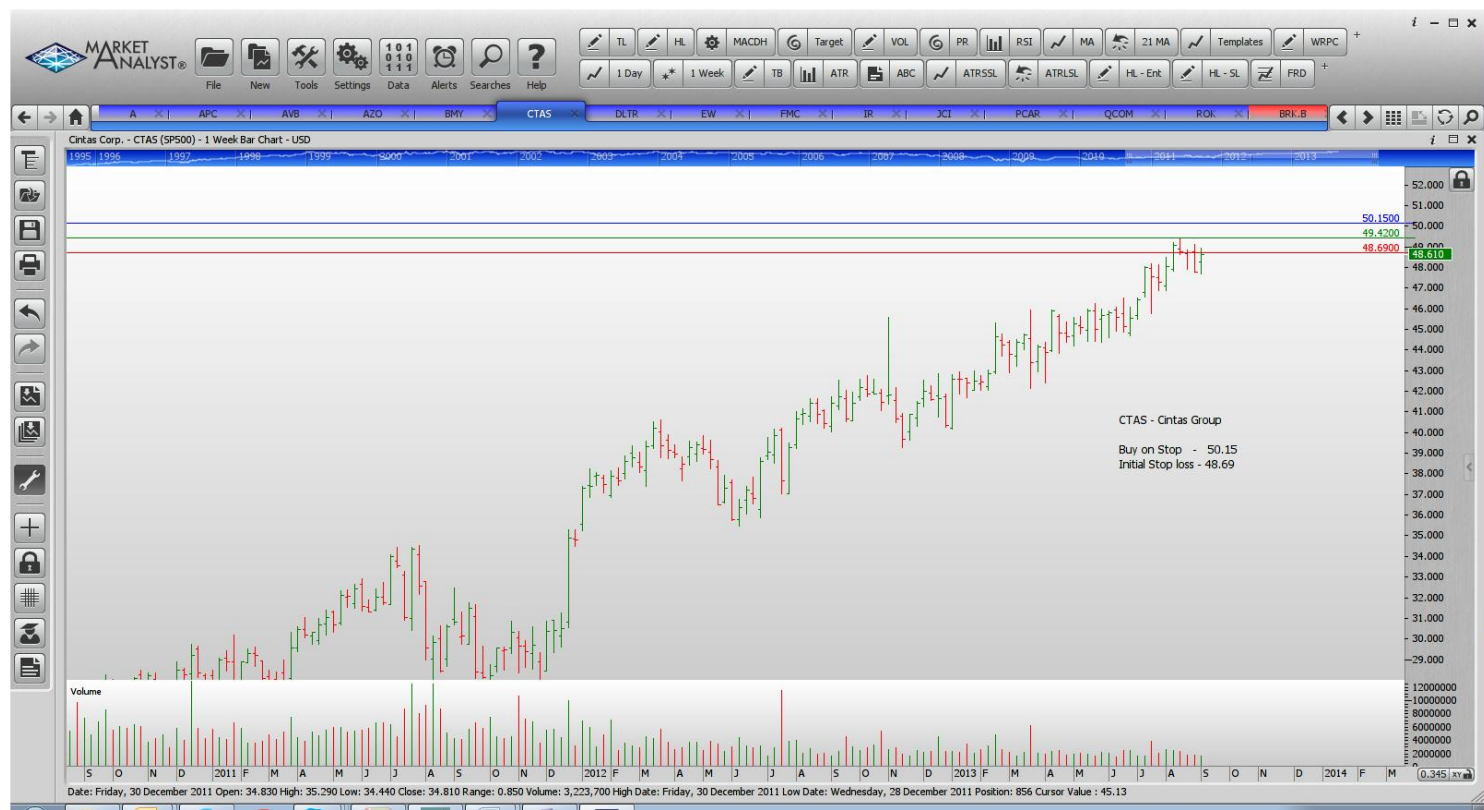 i
MARKET
ANALYST®
File
New
Tools
Settings
Data
Alerts
Searches
Help
101
010
111
?
TL
HL
MACDH
Target
VOL
PR
RSI
MA
21 MA
Templates
WRPC
+
1 Day
1 Week
TB
ATR
ABC
ATRSSL
ATRLSL
HL - Ent
HL - SL
FRD
+
A
APC
AVB
AZO
BMY
CTAS
DLTR
EW
FMC
IR
JCI
PCAR
QCOM
ROK
BRK.B
Cintas Corp. - CTAS (SP500) - 1 Week Bar Chart - USD
i
1995 1996 1997 1998 1999 2000 2001 2002 2003 2004 2005 2006 2007 2008 2009 2010 2011 2012 2013
52.000
51.000
50.1500
50.000
49.4200
49.000
48.6900
48.610
48.000
47.000
46.000
45.000
44.000
43.000
42.000
41.000
40.000
39.000
38.000
37.000
36.000
35.000
34.000
33.000
32.000
31.000
30.000
29.000
CTAS - Cintas Group
Buy on Stop - 50.15
Initial Stop loss - 48.69
Volume
12000000
10000000
8000000
6000000
4000000
2000000
0
S O N D 2011 F M A M J J A S O N D 2012 F M A M J J A S O N D 2013 F M A M J J A S O N D 2014 F M
0.345 XY
Date: Friday, 30 December 2011 Open: 34.830 High: 35.290 Low: 34.440 Close: 34.810 Range: 0.850 Volume: 3,223,700 High Date: Friday, 30 December 2011 Low Date: Wednesday, 28 December 2011 Position: 856 Cursor Value : 45.13